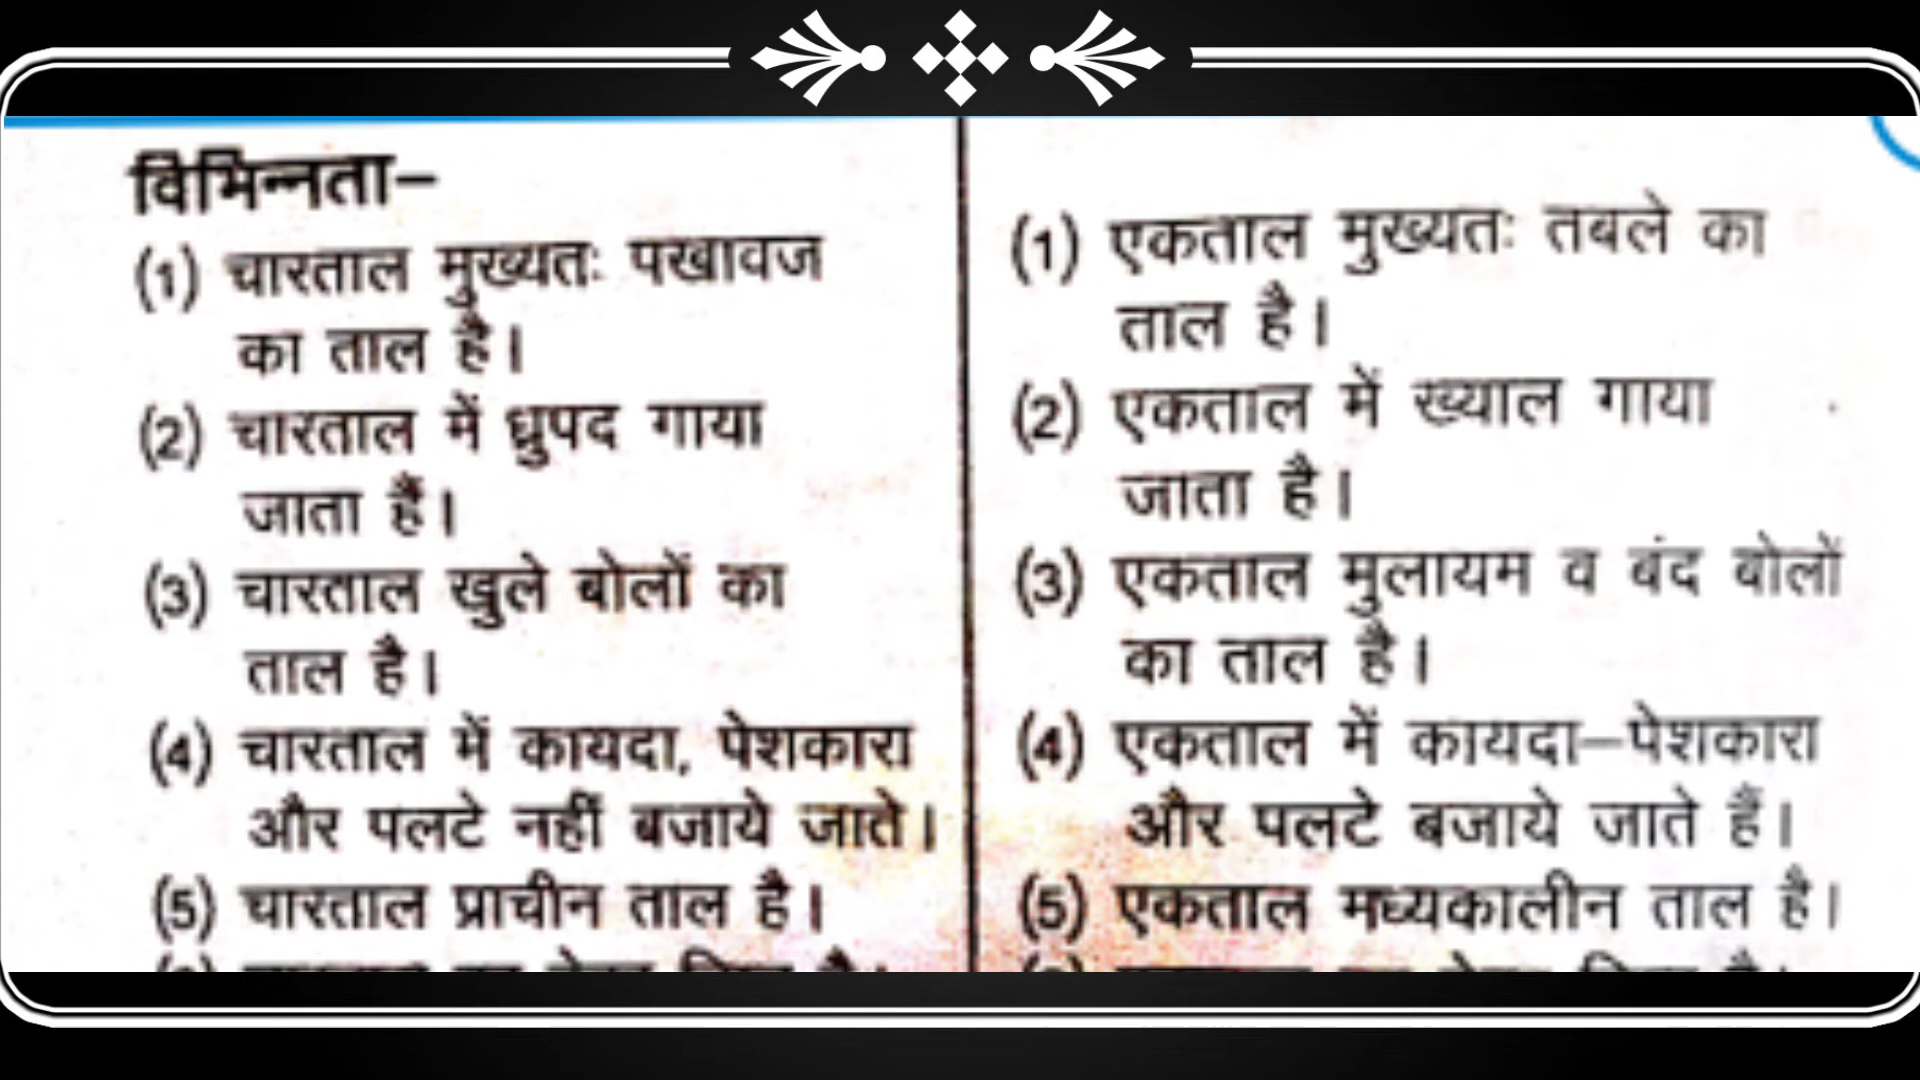 विभिन्नता–
(1) चारताल मुख्यतः पखावज
का ताल है।
(2) चारताल में ध्रुपद गाया
जाता हैं।
(3) चारताल खुले बोलों का
ताल है।
(4) चारताल में कायदा, पेशकारा
और पलटे नहीं बजाये जाते।
(5) चारताल प्राचीन ताल है।
(1) एकताल मुख्यतः तबले का
ताल है।
(2) एकताल में ख्याल गाया
जाता है।
(3) एकताल मुलायम व बंद बोलों
का ताल है।
(4) एकताल में कायदा–पेशकारा
और पलटे बजाये जाते हैं।
(5) एकताल मध्यकालीन ताल है।